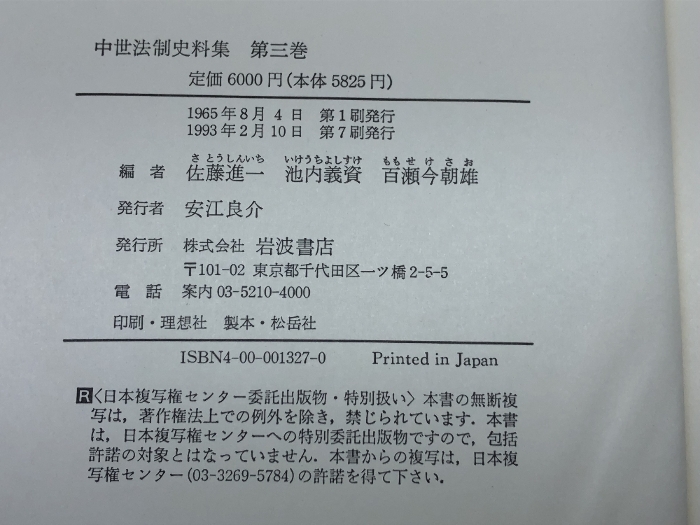 中世法制史料集　第三巻
定価 6000 円(本体 5825 円)
1965 年 8 月 4 日　第 1 刷発行
1993 年 2 月 10 日　第 7 刷発行
さとうしんいち　いけうちよしすけ　ももせけさお
編者　佐藤進一　池内義資　百瀬今朝雄
発行者　安江良介
発行所　株式会社 岩波書店
〒101-02 東京都千代田区一ツ橋 2-5-5
電話　案内 03-5210-4000
印刷・理想社　製本・松岳社
ISBN4-00-001327-0　Printed in Japan
R〈日本複写権センター委託出版物・特別扱い〉本書の無断複
写は，著作権法上での例外を除き，禁じられています．本書
は，日本複写権センターへの特別委託出版物ですので，包括
許諾の対象とはなっていません．本書からの複写は，日本複
写権センター(03-3269-5784)の許諾を得て下さい．